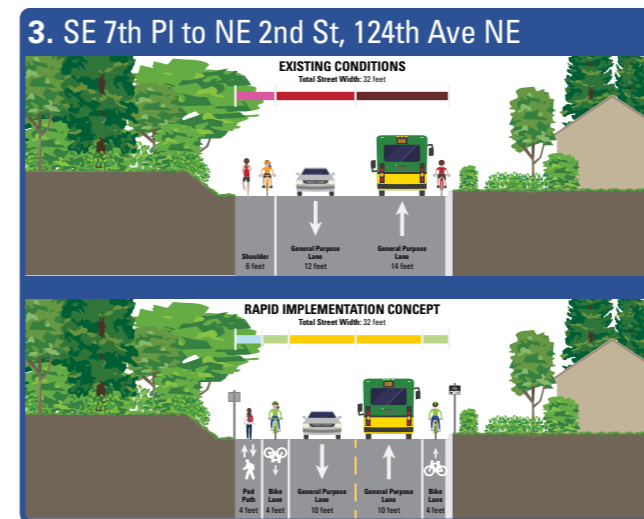 3. SE 7th Pl to NE 2nd St, 124th Ave NE
EXISTING CONDITIONS
Total Street Width: 32 feet
Shoulder
6 feet
General Purpose
Lane
12 feet
General Purpose
Lane
14 feet
RAPID IMPLEMENTATION CONCEPT
Total Street Width: 32 feet
Ped
Path
4 feet
Bike
Lane
4 feet
General Purpose
Lane
10 feet
General Purpose
Lane
10 feet
Bike
Lane
4 feet